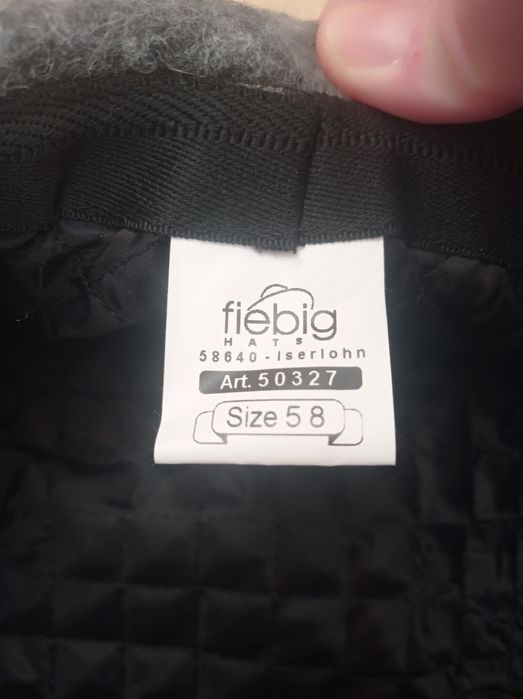 fiebig
HATS
58640 - Iserlohn
Art. 50327
Size 58